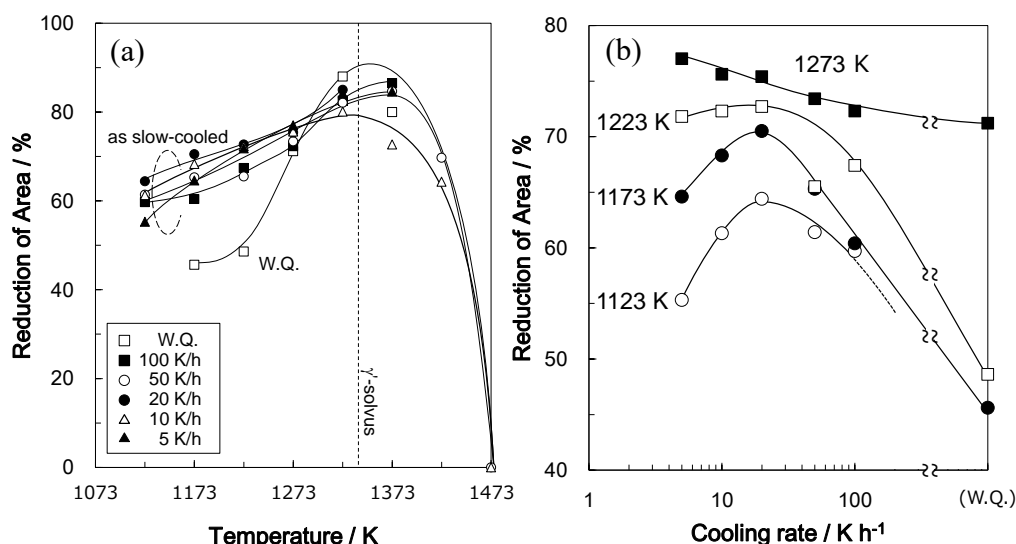 (a)
Reduction of Area / %
100
80
60
40
20
0
as slow-cooled
W.Q.
γ'-solvus
W.Q.
100 K/h
50 K/h
20 K/h
10 K/h
5 K/h
1073
1173
1273
1373
1473
Temperature / K
(b)
Reduction of Area / %
80
70
60
50
40
1273 K
1223 K
1173 K
1123 K
1
10
100
(W.Q.)
Cooling rate / K h-1